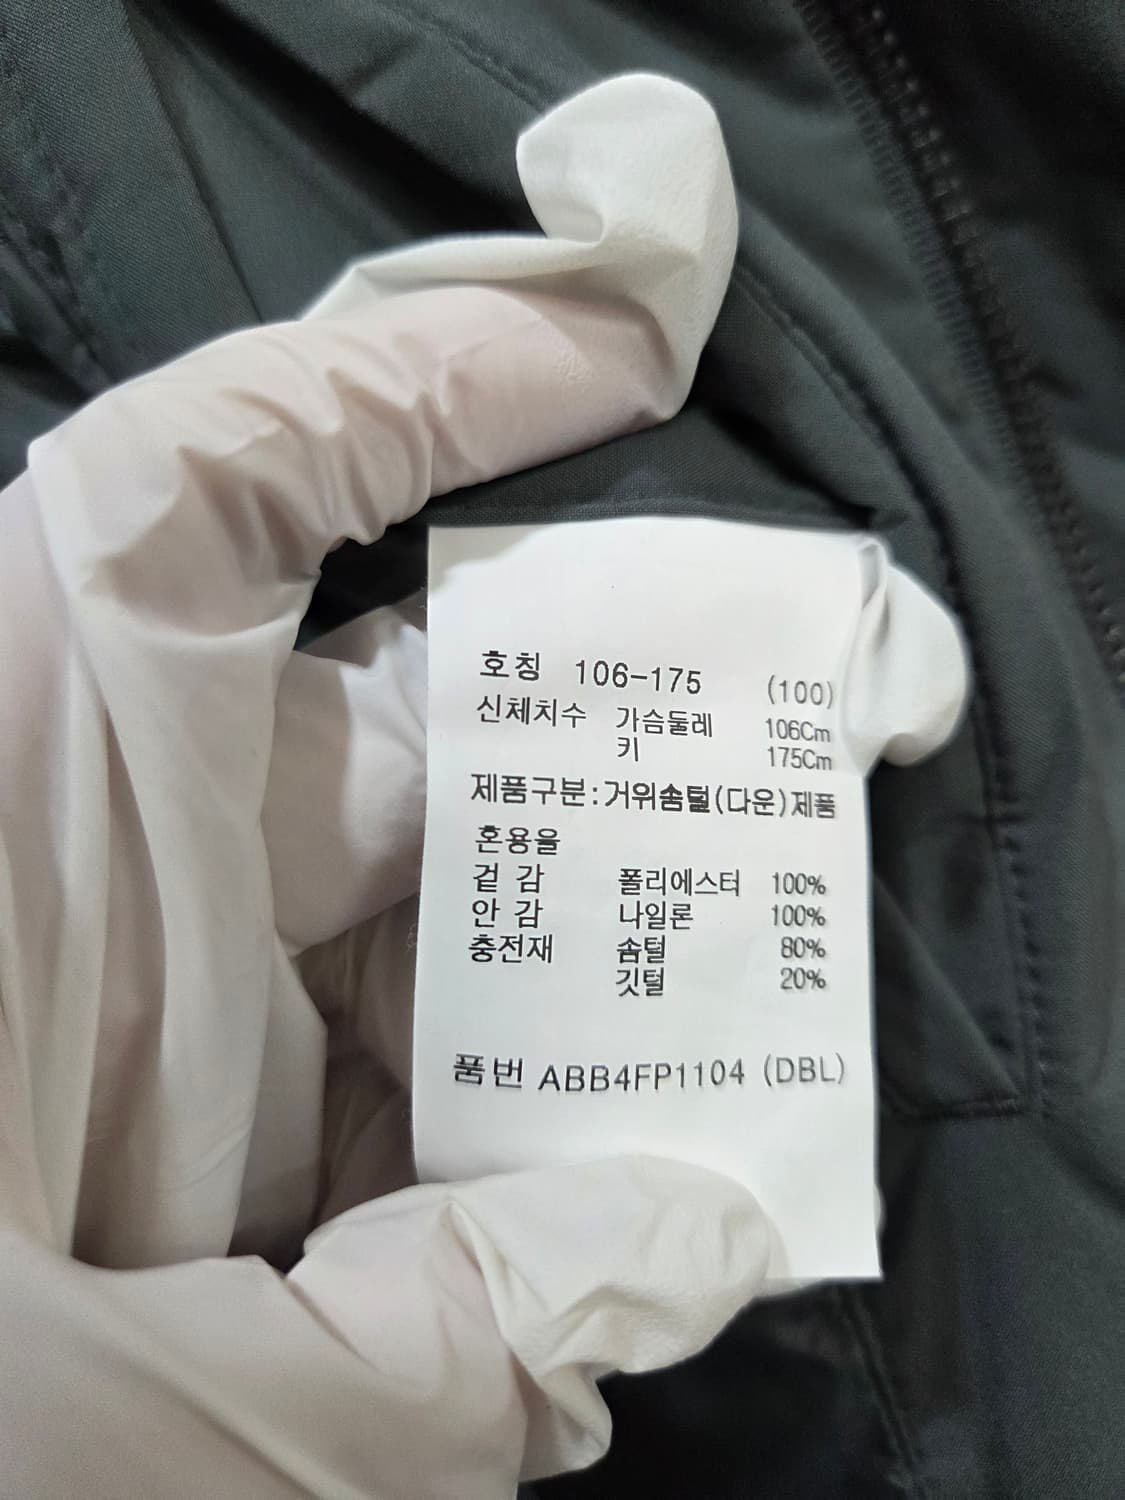 호칭 106-175 (100)
신체치수 가슴둘레 106Cm
키 175Cm
제품구분:거위솜털(다운)제품
혼용율
겉 감 폴리에스터 100%
안 감 나일론 100%
충전재 솜털 80%
깃털 20%
품번 ABB4FP1104 (DBL)